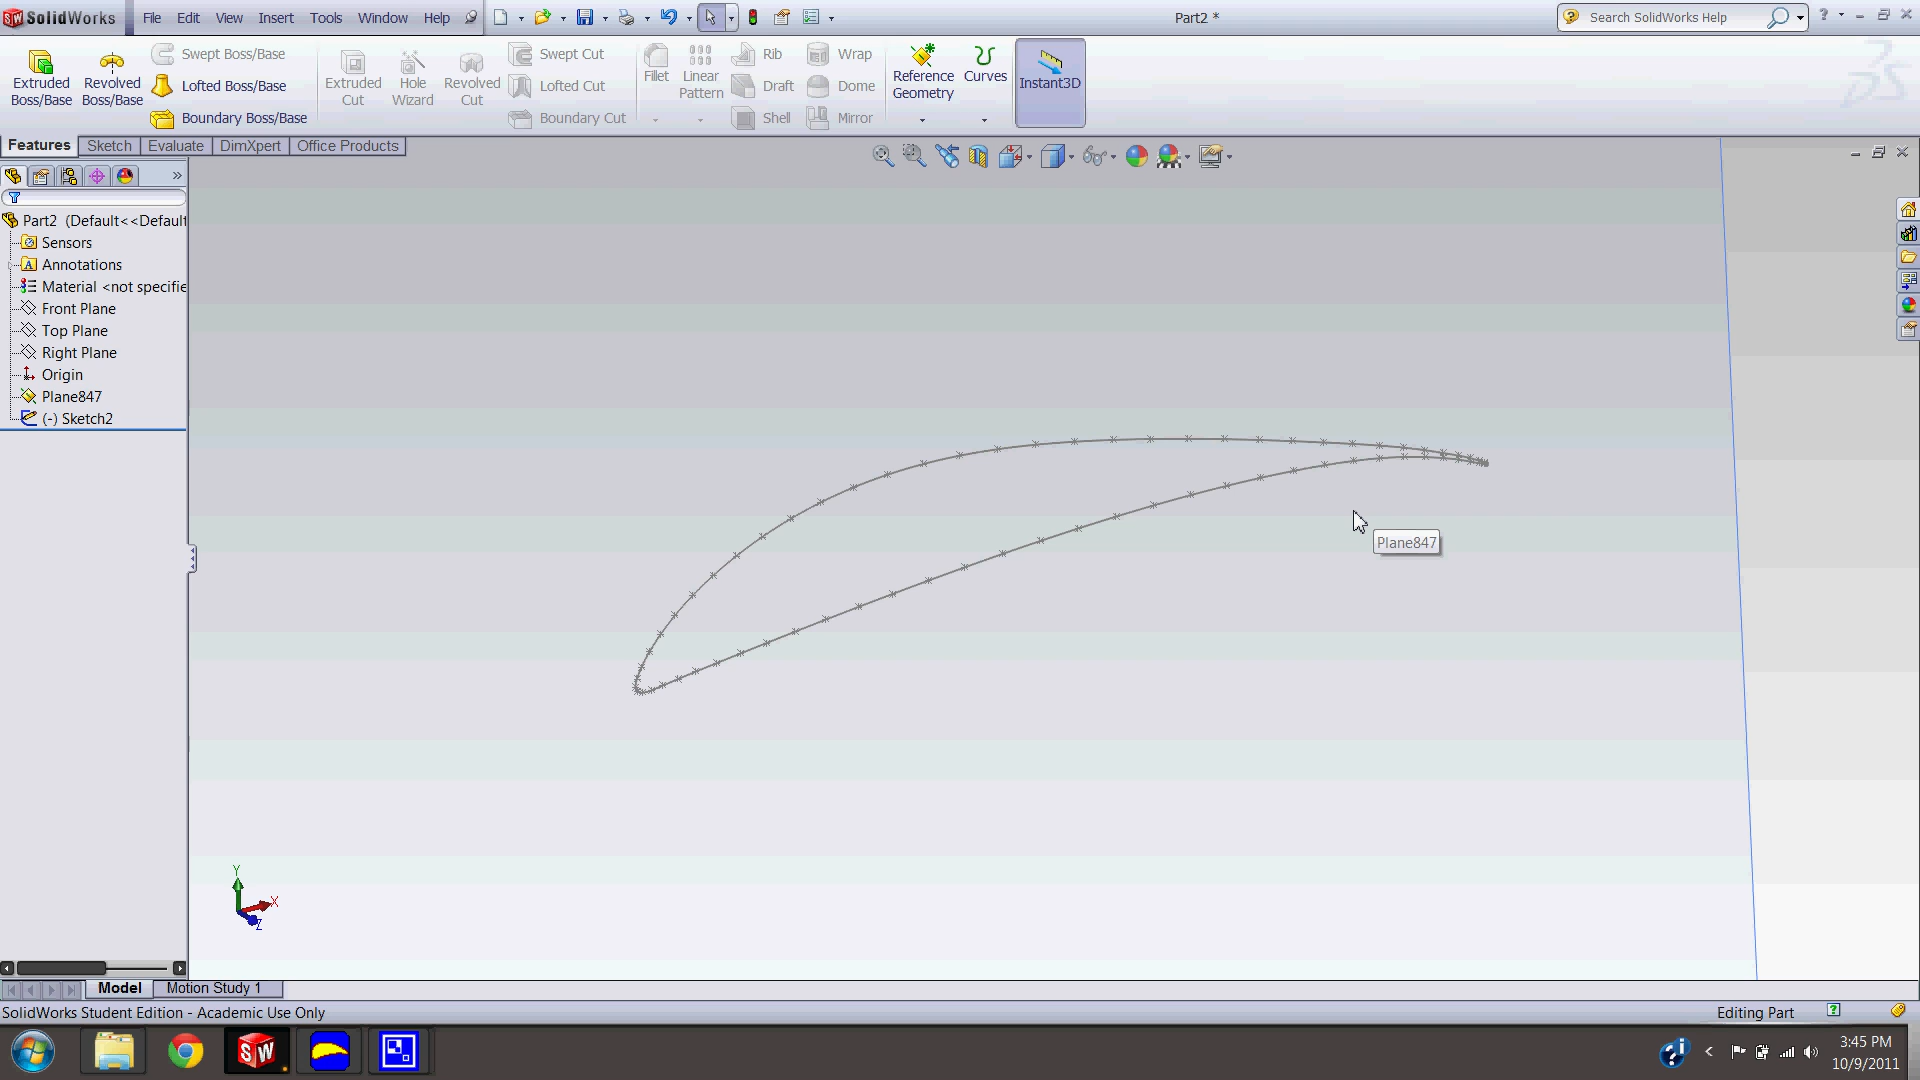 SolidWorks File Edit View Insert Tools Window Help Part2 * Search SolidWorks Help ?
Extruded Boss/Base
Revolved Boss/Base
Swept Boss/Base
Lofted Boss/Base
Boundary Boss/Base
Extruded Cut
Hole Wizard
Revolved Cut
Swept Cut
Lofted Cut
Boundary Cut
Fillet
Linear Pattern
Rib
Draft
Shell
Wrap
Dome
Mirror
Reference Geometry
Curves
Instant3D
Features Sketch Evaluate DimXpert Office Products
Part2 (Default<<Default
Sensors
Annotations
Material <not specifie
Front Plane
Top Plane
Right Plane
Origin
Plane847
(-) Sketch2
Plane847
Y
X
Z
Model Motion Study 1
SolidWorks Student Edition - Academic Use Only Editing Part
SW
3:45 PM
10/9/2011